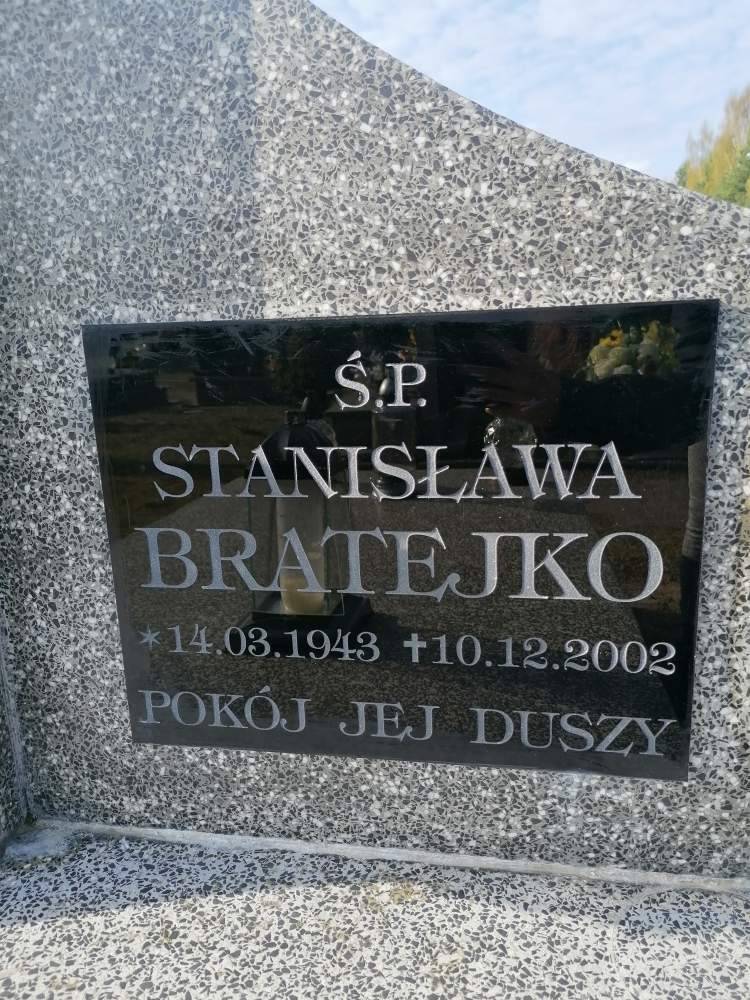 Ś.P.
STANISŁAWA
BRATEJKO
*14.03.1943 †10.12.2002
POKÓJ JEJ DUSZY